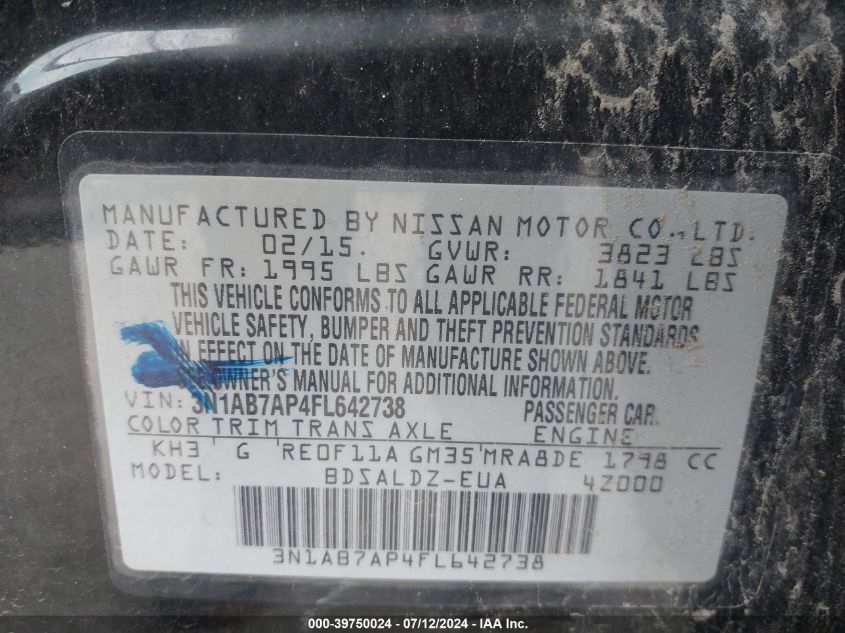 MANUFACTURED BY NISSAN MOTOR CO.,LTD.
DATE: 02/15. GVWR: 3823 LBS
GAWR FR: 1995 LBS GAWR RR: 1841 LBS
THIS VEHICLE CONFORMS TO ALL APPLICABLE FEDERAL MOTOR
VEHICLE SAFETY, BUMPER AND THEFT PREVENTION STANDARDS
IN EFFECT ON THE DATE OF MANUFACTURE SHOWN ABOVE.
SEE OWNER'S MANUAL FOR ADDITIONAL INFORMATION.
VIN: 3N1AB7AP4FL642738 PASSENGER CAR.
COLOR TRIM TRANS AXLE ENGINE
KH3 G RE0F11A GM35 MRA8DE 1798 CC
MODEL: BDSALDZ-EUA 4Z000
3N1AB7AP4FL642738
000-39750024 - 07/12/2024 - IAA Inc.